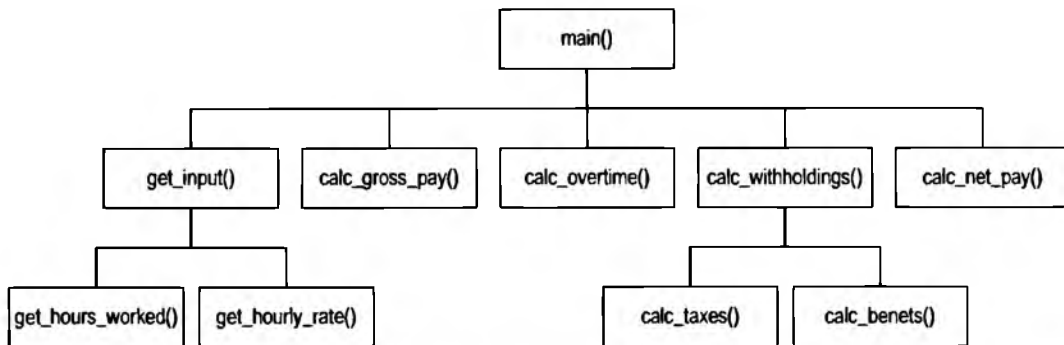 main()
get_input()
calc_gross_pay()
calc_overtime()
calc_withholdings()
calc_net_pay()
get_hours_worked()
get_hourly_rate()
calc_taxes()
calc_benets()